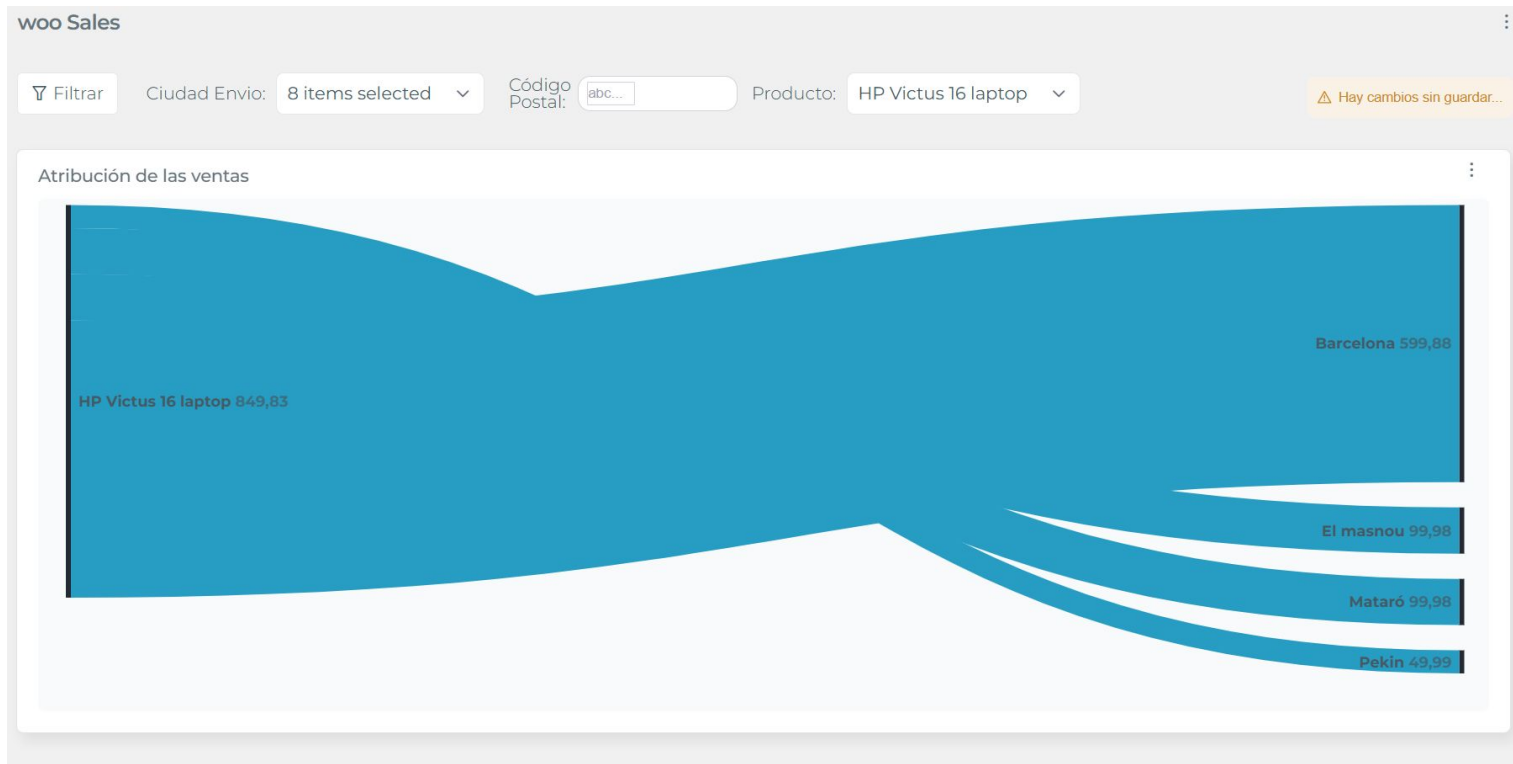 woo Sales
Filtrar
Ciudad Envio:
8 items selected
Código
Postal:
abc...
Producto:
HP Victus 16 laptop
Hay cambios sin guardar...
Atribución de las ventas
Barcelona 599,88
HP Victus 16 laptop 849,83
El masnou 99,98
Mataró 99,98
Pekin 49,99